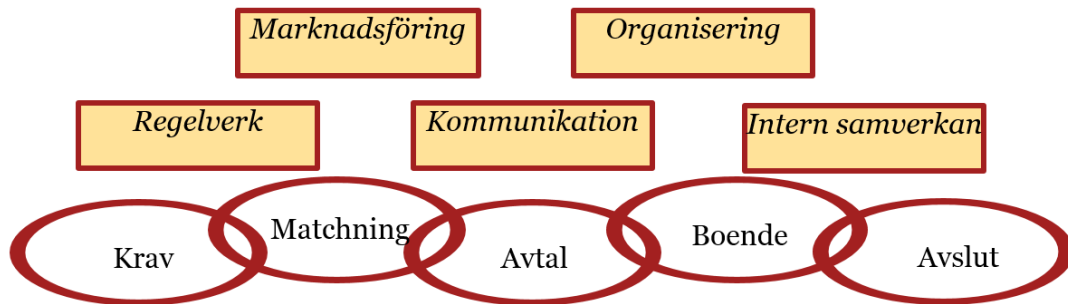 Marknadsföring
Organisering
Regelverk
Kommunikation
Intern samverkan
Krav
Matchning
Avtal
Boende
Avslut